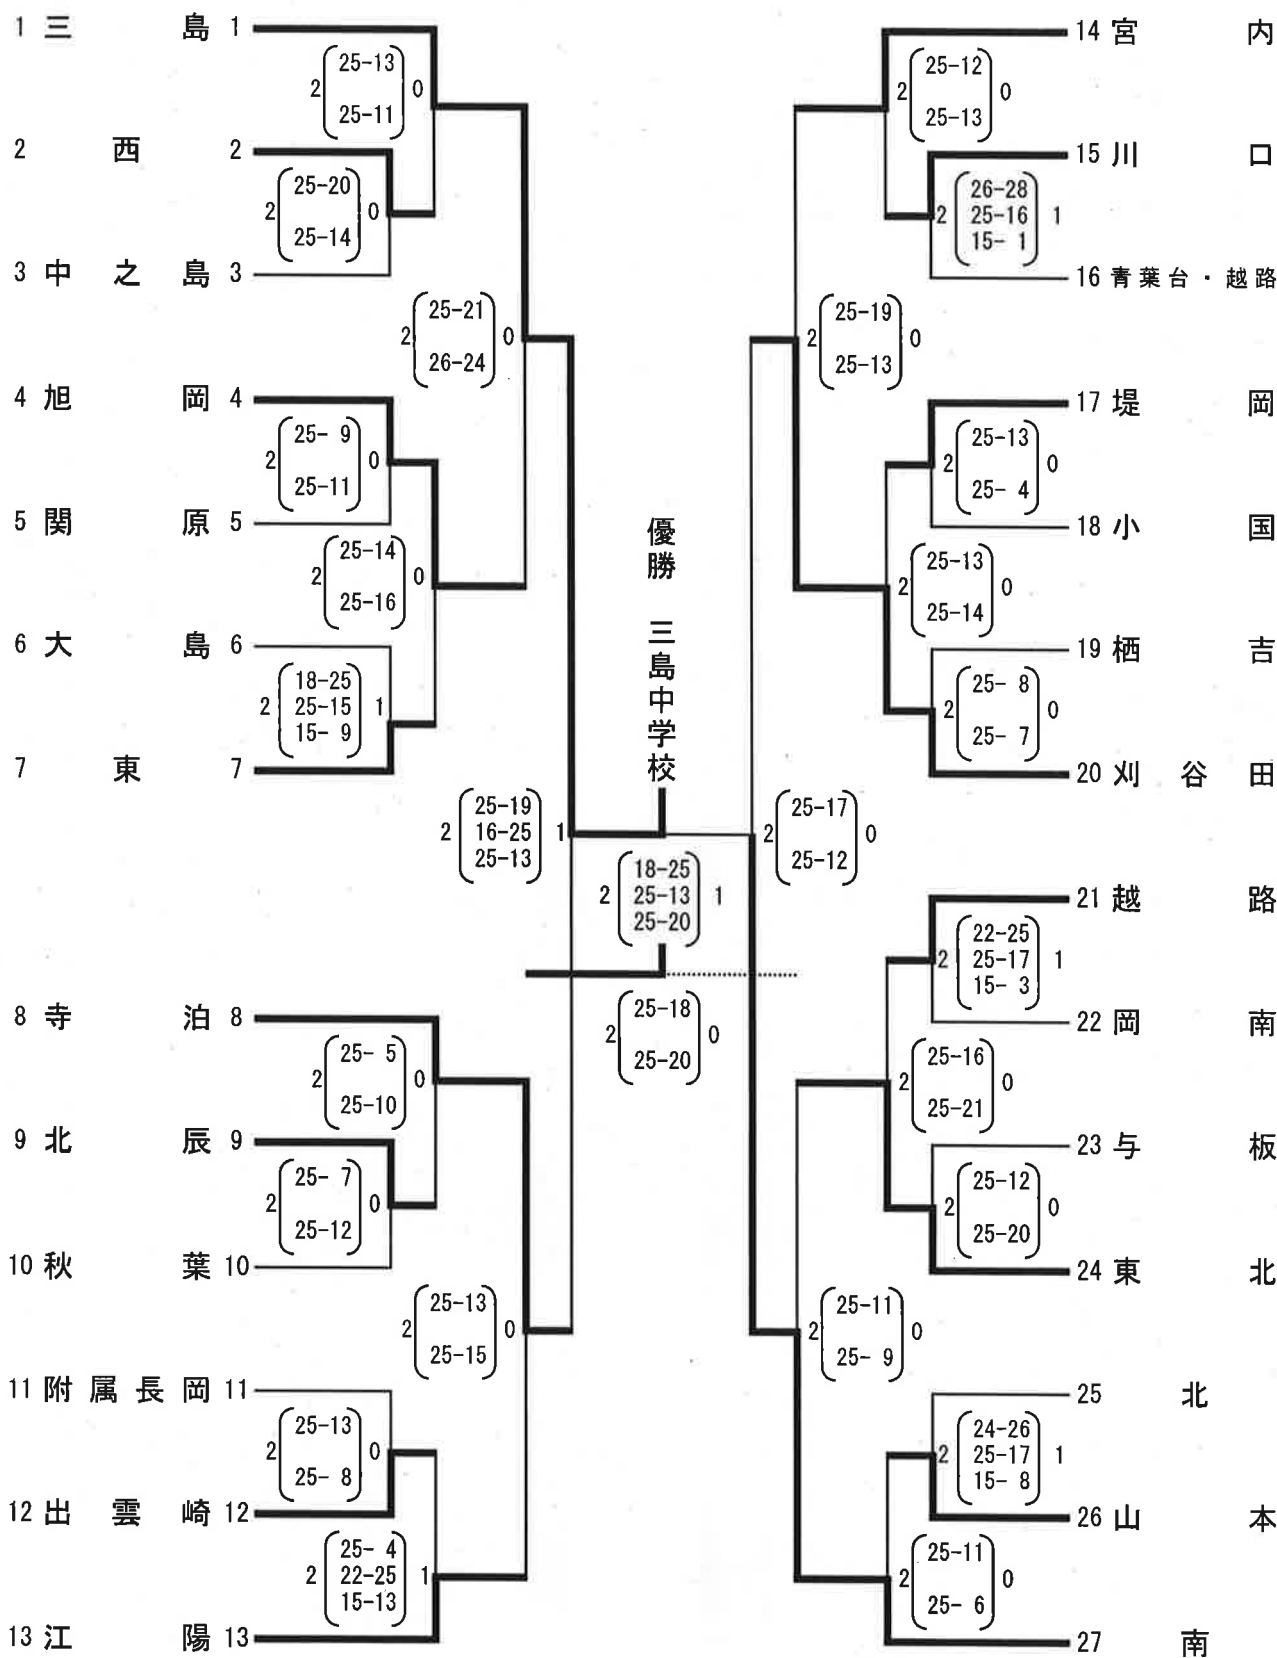 1 三島 1
2 (25-13 25-11) 0
2 西 2
2 (25-20 25-14) 0
3 中之島 3
2 (25-21 26-24) 0
4 旭岡 4
2 (25- 9 25-11) 0
5 関原 5
2 (25-14 25-16) 0
6 大島 6
2 (18-25 25-15 15- 9) 1
7 東 7
2 (25-19 16-25 25-13) 1
8 寺泊 8
2 (25- 5 25-10) 0
9 北辰 9
2 (25- 7 25-12) 0
10 秋葉 10
2 (25-13 25-15) 0
11 附属長岡 11
2 (25-13 25- 8) 0
12 出雲崎 12
2 (25- 4 22-25 15-13) 1
13 江陽 13
優勝 三島中学校
2 (18-25 25-13 25-20) 1
2 (25-18 25-20) 0
14 宮内
2 (25-12 25-13) 0
15 川口
2 (26-28 25-16 15- 1) 1
16 青葉台・越路
2 (25-19 25-13) 0
17 堤岡
2 (25-13 25- 4) 0
18 小国
2 (25-13 25-14) 0
19 栖吉
2 (25- 8 25- 7) 0
20 刈谷田
2 (25-17 25-12) 0
21 越路
2 (22-25 25-17 15- 3) 1
22 岡南
2 (25-16 25-21) 0
23 与板
2 (25-12 25-20) 0
24 東北
2 (25-11 25- 9) 0
25 北
2 (24-26 25-17 15- 8) 1
26 山本
2 (25-11 25- 6) 0
27 南